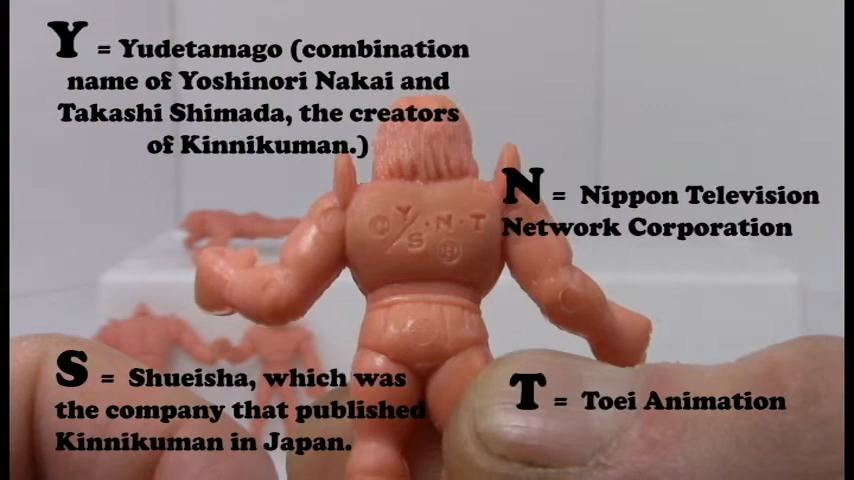 Y = Yudetamago (combination
name of Yoshinori Nakai and
Takashi Shimada, the creators
of Kinnikuman.)
N = Nippon Television
Network Corporation
© Y/S·N·T
S = Shueisha, which was
the company that published
Kinnikuman in Japan.
T = Toei Animation